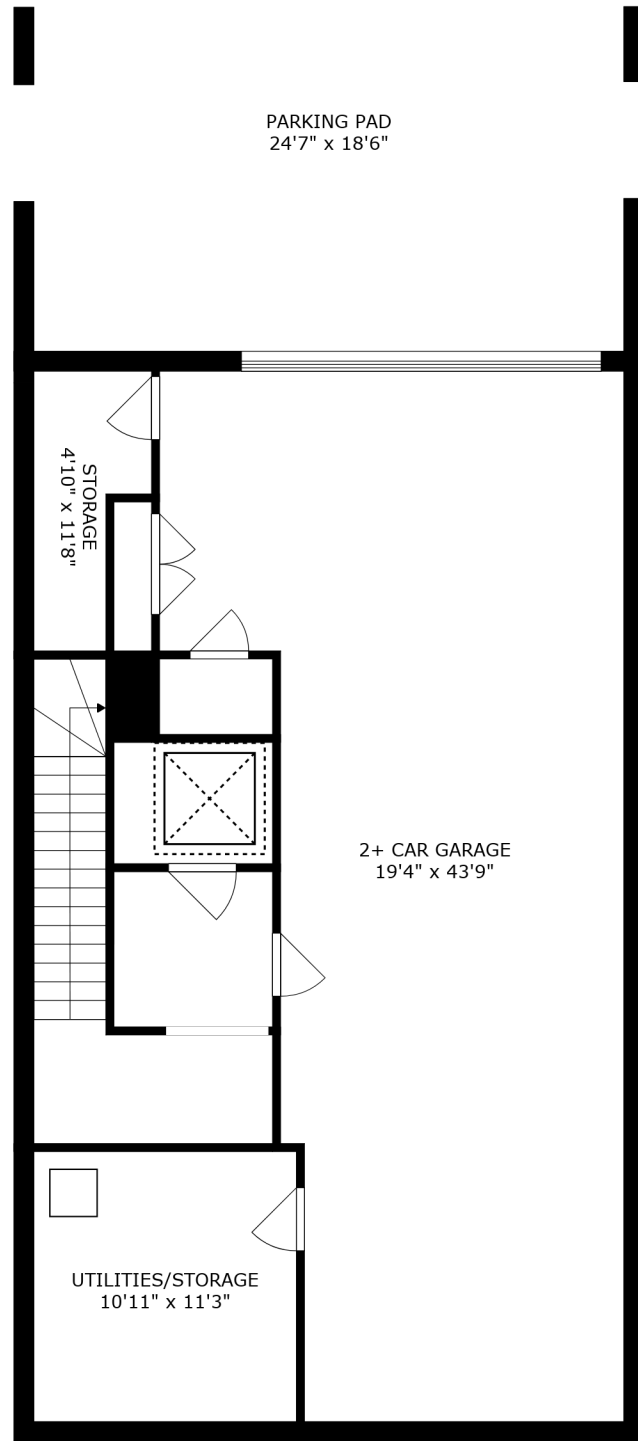 PARKING PAD
24'7" x 18'6"
STORAGE
4'10" x 11'8"
2+ CAR GARAGE
19'4" x 43'9"
UTILITIES/STORAGE
10'11" x 11'3"